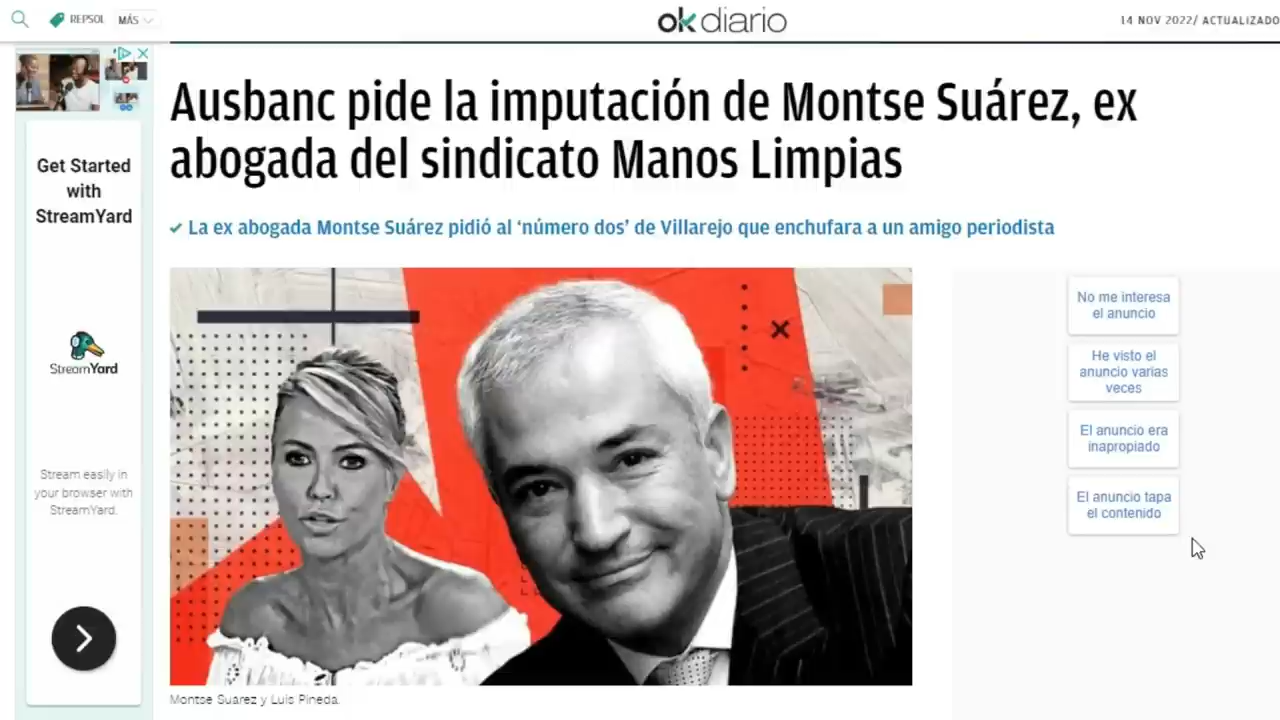 REPSOL
MÁS
okdiario
14 NOV 2022/ ACTUALIZADO
Ausbanc pide la imputación de Montse Suárez, ex
abogada del sindicato Manos Limpias
La ex abogada Montse Suárez pidió al ‘número dos’ de Villarejo que enchufara a un amigo periodista
Get Started
with
StreamYard
StreamYard
Stream easily in
your browser with
StreamYard.
No me interesa
el anuncio
He visto el
anuncio varias
veces
El anuncio era
inapropiado
El anuncio tapa
el contenido
Montse Suárez y Luis Pineda.